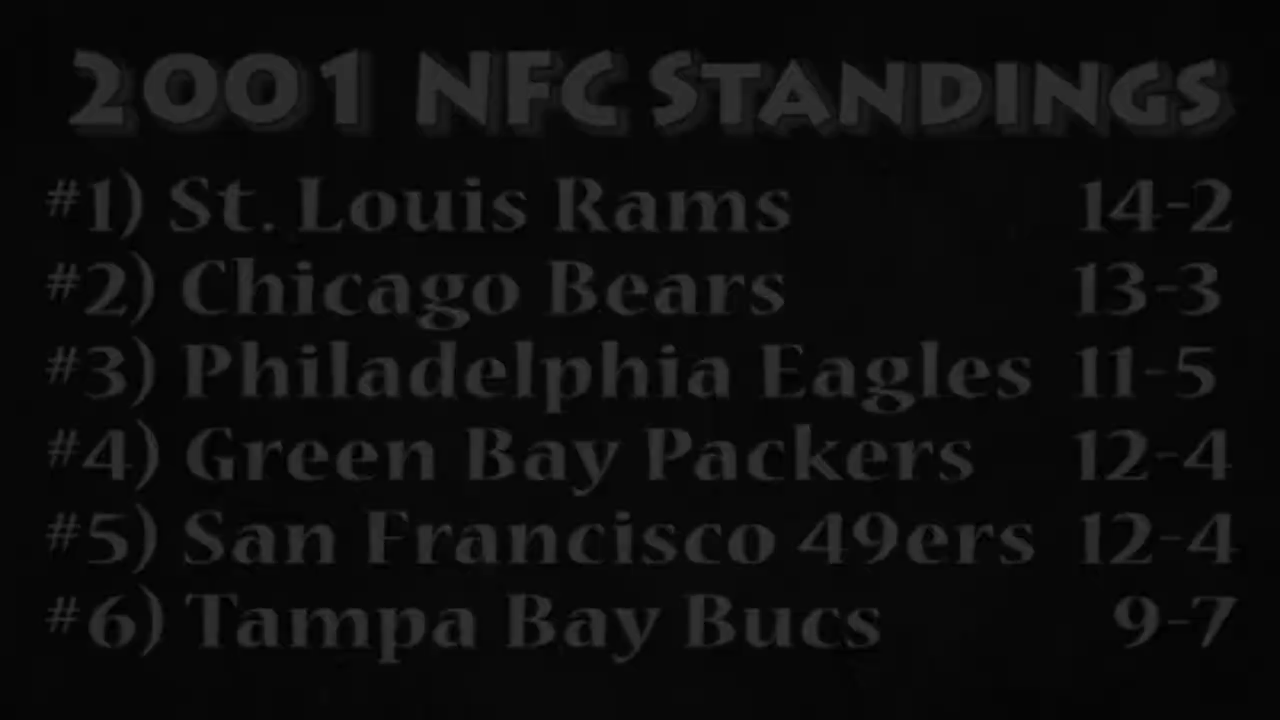 2001 NFC STANDINGS
#1) St. Louis Rams 14-2
#2) Chicago Bears 13-3
#3) Philadelphia Eagles 11-5
#4) Green Bay Packers 12-4
#5) San Francisco 49ers 12-4
#6) Tampa Bay Bucs 9-7